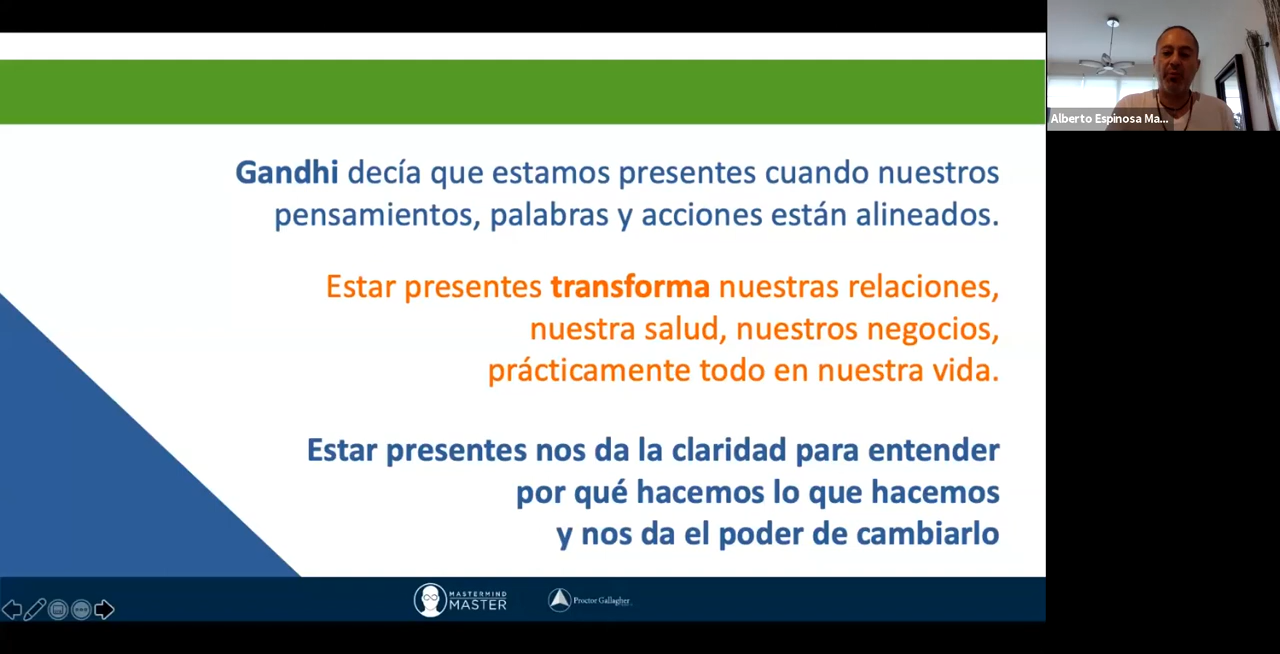 Alberto Espinosa Ma...
Gandhi decía que estamos presentes cuando nuestros
pensamientos, palabras y acciones están alineados.
Estar presentes transforma nuestras relaciones,
nuestra salud, nuestros negocios,
prácticamente todo en nuestra vida.
Estar presentes nos da la claridad para entender
por qué hacemos lo que hacemos
y nos da el poder de cambiarlo
MASTERMIND
MASTER
Proctor Gallagher